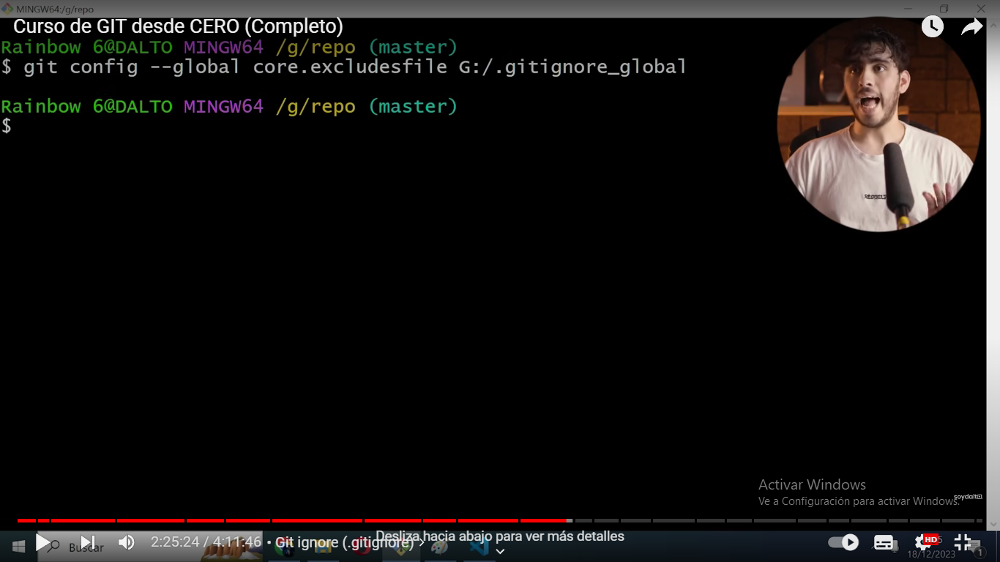 MINGW64:/g/repo
Curso de GIT desde CERO (Completo)
Rainbow 6@DALTO MINGW64 /g/repo (master)
$ git config --global core.excludesfile G:/.gitignore_global
Rainbow 6@DALTO MINGW64 /g/repo (master)
$
Activar Windows
Ve a Configuración para activar Windows.
soydalto
Desliza hacia abajo para ver más detalles
Buscar
2:25:24 / 4:11:46 • Git ignore (.gitignore)
HD
18/12/2023
1